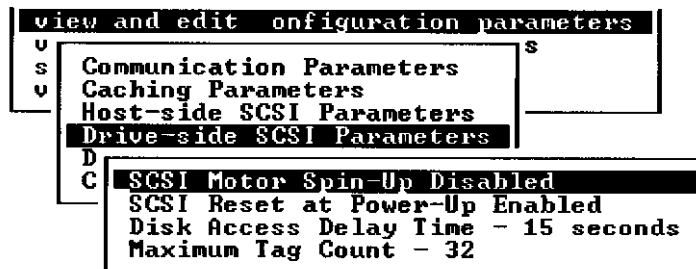 view and edit onfiguration parameters
v s
s Communication Parameters
v Caching Parameters
Host-side SCSI Parameters
Drive-side SCSI Parameters
D
C SCSI Motor Spin-Up Disabled
SCSI Reset at Power-Up Enabled
Disk Access Delay Time - 15 seconds
Maximum Tag Count - 32